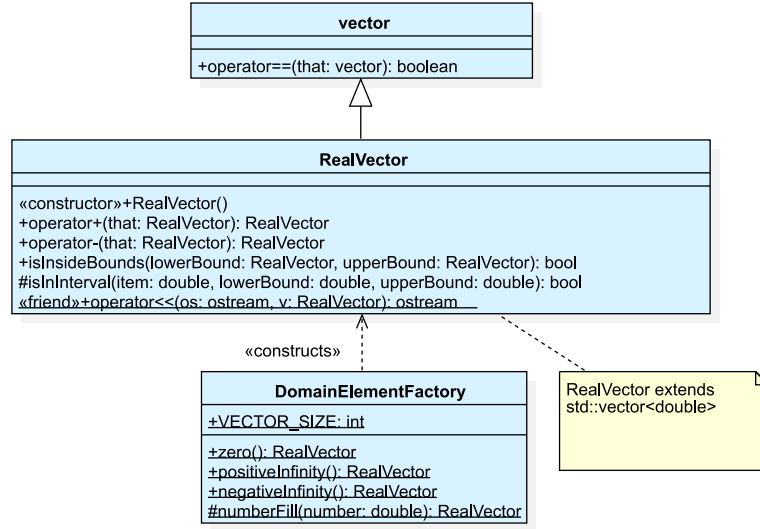 vector
+operator==(that: vector): boolean
RealVector
«constructor»+RealVector()
+operator+(that: RealVector): RealVector
+operator-(that: RealVector): RealVector
+isInsideBounds(lowerBound: RealVector, upperBound: RealVector): bool
#isInInterval(item: double, lowerBound: double, upperBound: double): bool
«friend»+operator<<(os: ostream, v: RealVector): ostream
«constructs»
DomainElementFactory
+VECTOR_SIZE: int
+zero(): RealVector
+positiveInfinity(): RealVector
+negativeInfinity(): RealVector
#numberFill(number: double): RealVector
RealVector extends
std::vector<double>